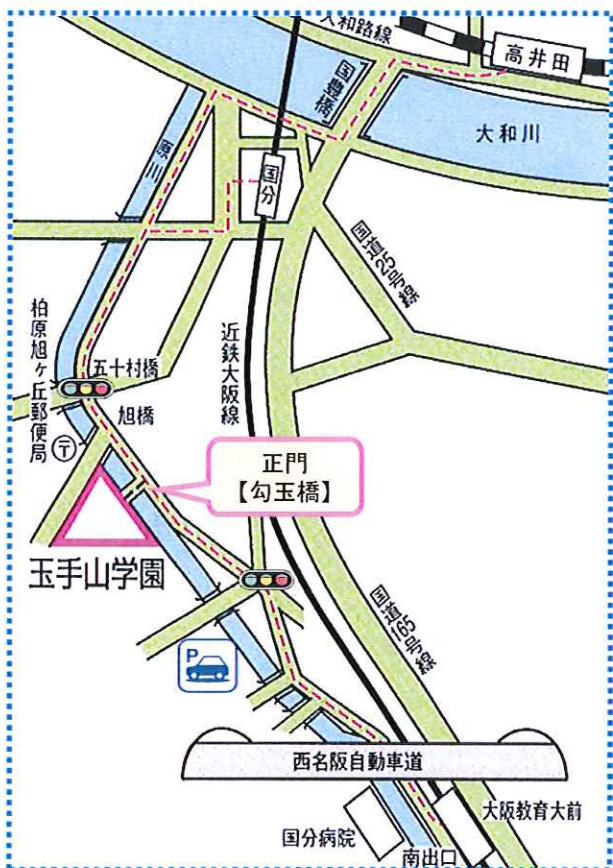 大和路線
高井田
国豊橋
大和川
原川
国分
国道25号線
柏原旭ヶ丘郵便局
近鉄大阪線
五十村橋
旭橋
〒
正門
【勾玉橋】
玉手山学園
国道165号線
P
西名阪自動車道
大阪教育大前
国分病院
南出口